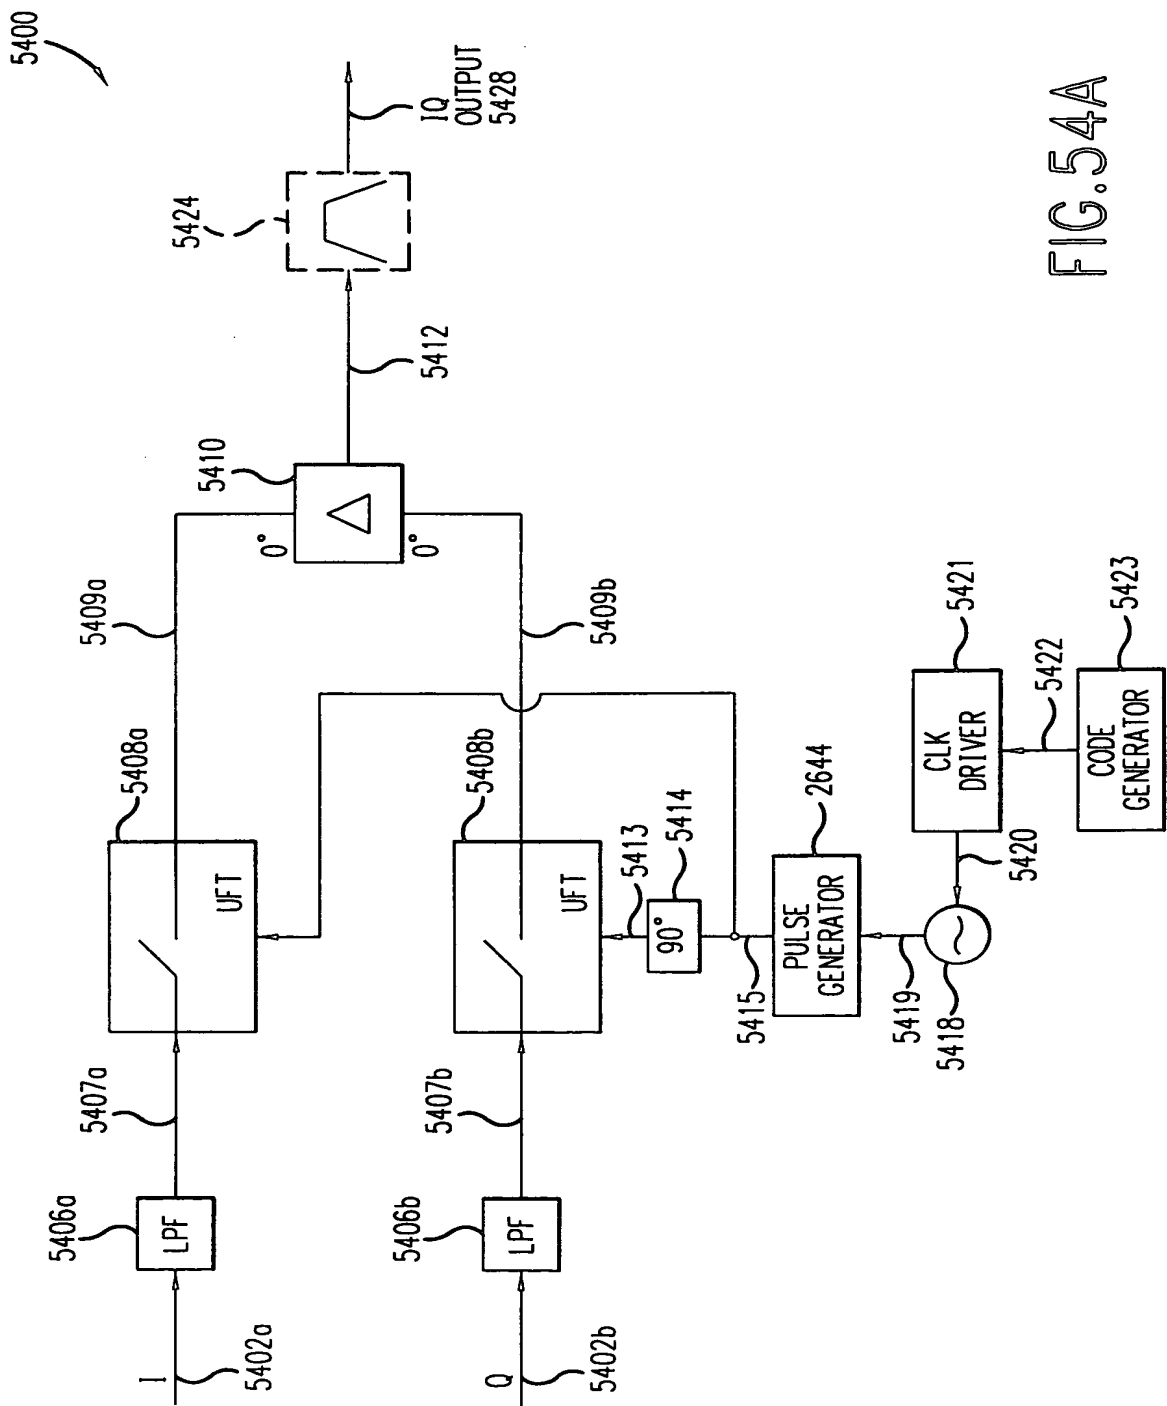 5400
I
5402a
5406a
LPF
5407a
5408a
UFT
5409a
5410
0°
0°
5412
5424
IQ
OUTPUT
5428
Q
5402b
5406b
LPF
5407b
5408b
UFT
5409b
5413
90°
5414
5415
PULSE
GENERATOR
2644
5419
5418
5420
CLK
DRIVER
5421
5422
CODE
GENERATOR
5423
FIG.54A